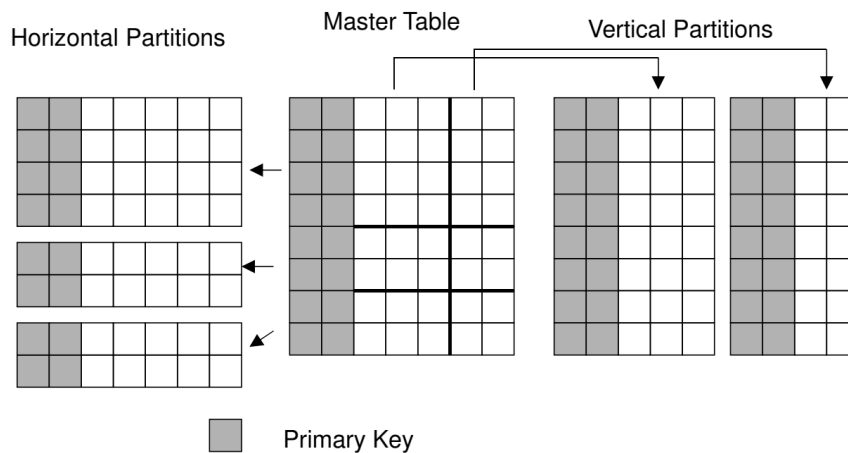 Horizontal Partitions
Master Table
Vertical Partitions
Primary Key